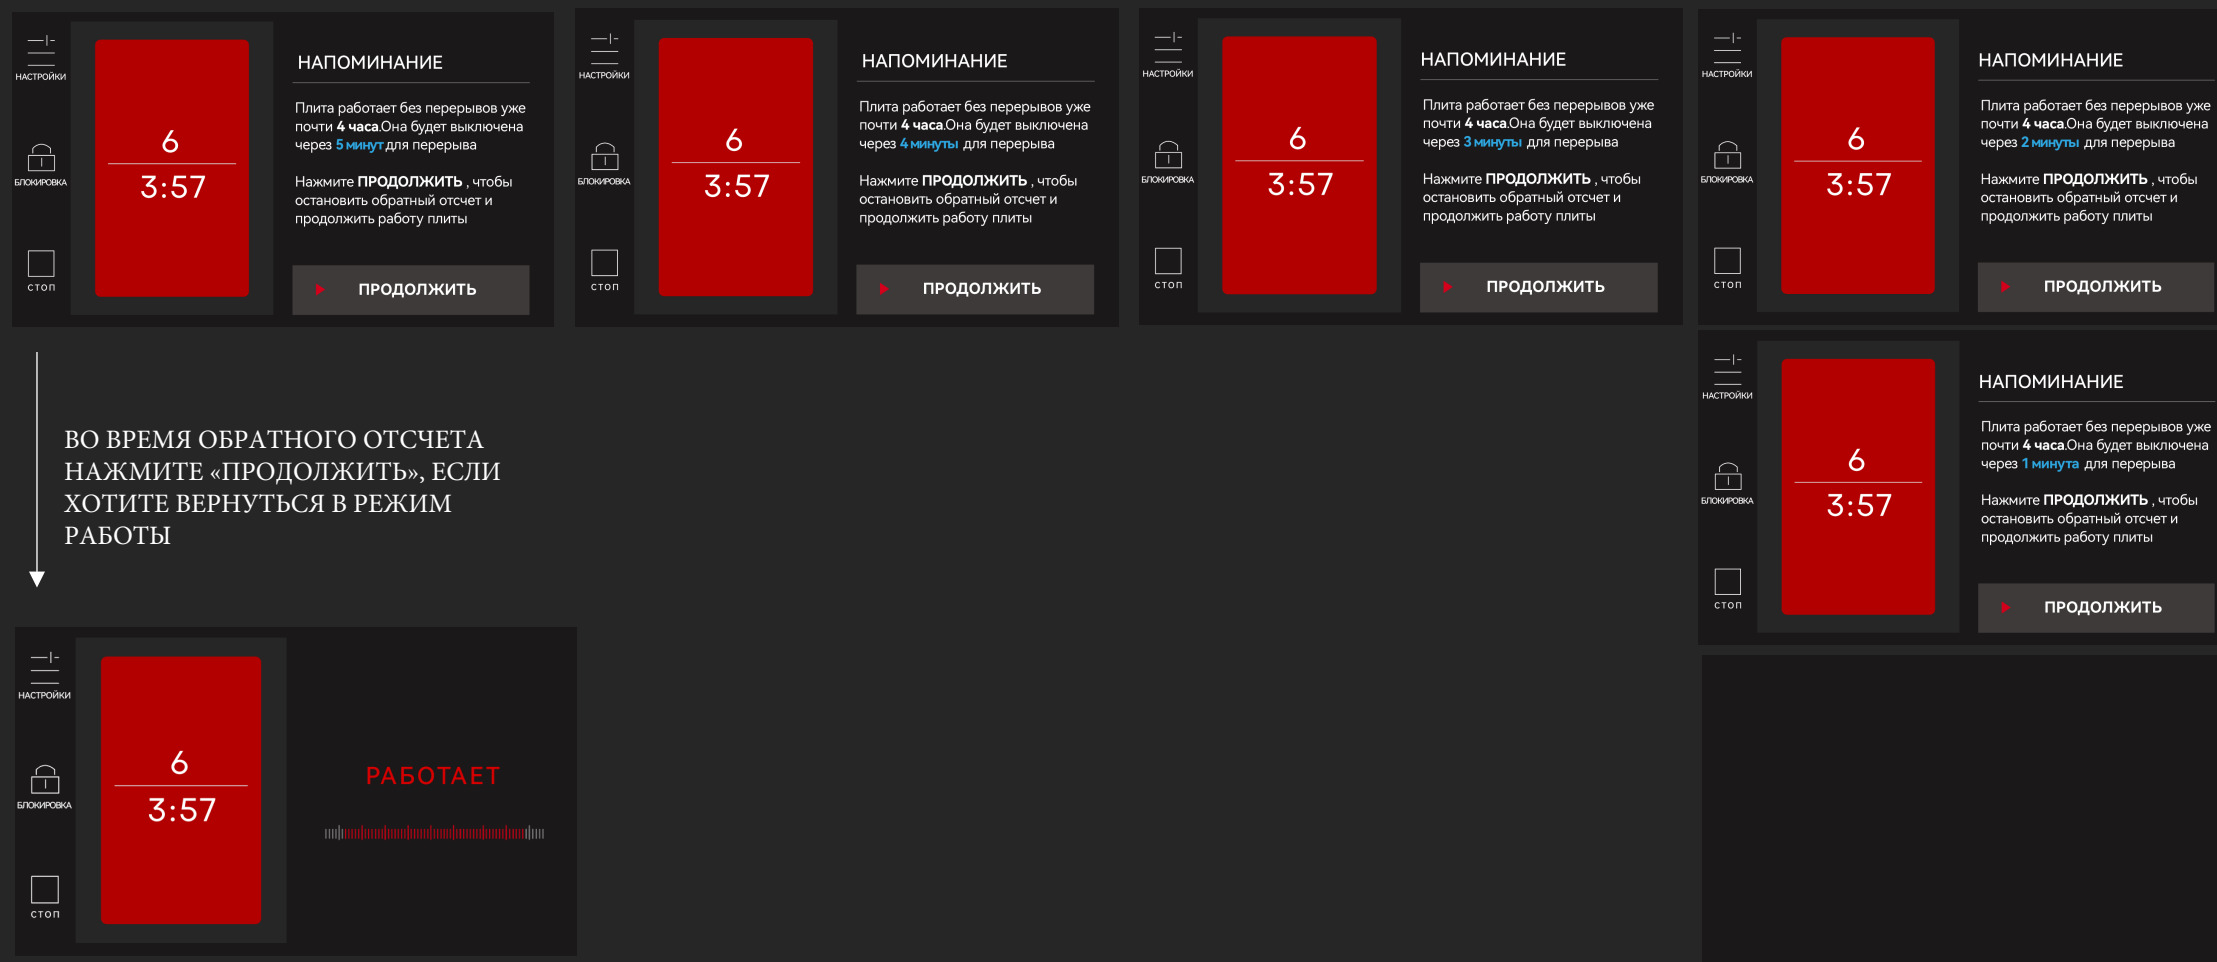 НАСТРОЙКИ
БЛОКИРОВКА
СТОП
6
3:57
НАПОМИНАНИЕ
Плита работает без перерывов уже
почти 4 часа.Она будет выключена
через 5 минут для перерыва
Нажмите ПРОДОЛЖИТЬ , чтобы
остановить обратный отсчет и
продолжить работу плиты
ПРОДОЛЖИТЬ
НАСТРОЙКИ
БЛОКИРОВКА
СТОП
6
3:57
НАПОМИНАНИЕ
Плита работает без перерывов уже
почти 4 часа.Она будет выключена
через 4 минуты для перерыва
Нажмите ПРОДОЛЖИТЬ , чтобы
остановить обратный отсчет и
продолжить работу плиты
ПРОДОЛЖИТЬ
НАСТРОЙКИ
БЛОКИРОВКА
СТОП
6
3:57
НАПОМИНАНИЕ
Плита работает без перерывов уже
почти 4 часа.Она будет выключена
через 3 минуты для перерыва
Нажмите ПРОДОЛЖИТЬ , чтобы
остановить обратный отсчет и
продолжить работу плиты
ПРОДОЛЖИТЬ
НАСТРОЙКИ
БЛОКИРОВКА
СТОП
6
3:57
НАПОМИНАНИЕ
Плита работает без перерывов уже
почти 4 часа.Она будет выключена
через 2 минуты для перерыва
Нажмите ПРОДОЛЖИТЬ , чтобы
остановить обратный отсчет и
продолжить работу плиты
ПРОДОЛЖИТЬ
НАСТРОЙКИ
БЛОКИРОВКА
СТОП
6
3:57
НАПОМИНАНИЕ
Плита работает без перерывов уже
почти 4 часа.Она будет выключена
через 1 минута для перерыва
Нажмите ПРОДОЛЖИТЬ , чтобы
остановить обратный отсчет и
продолжить работу плиты
ПРОДОЛЖИТЬ
ВО ВРЕМЯ ОБРАТНОГО ОТСЧЕТА
НАЖМИТЕ «ПРОДОЛЖИТЬ», ЕСЛИ
ХОТИТЕ ВЕРНУТЬСЯ В РЕЖИМ
РАБОТЫ
НАСТРОЙКИ
БЛОКИРОВКА
СТОП
6
3:57
РАБОТАЕТ